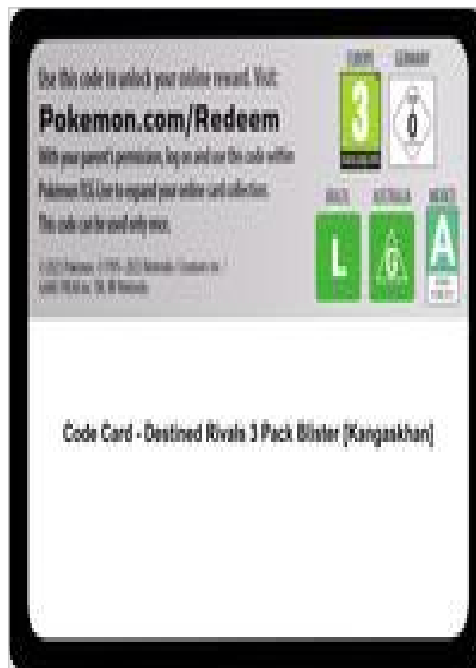 Use this code to unlock your online reward. Visit:
Pokemon.com/Redeem
With your parent's permission, log on and use this code within
Pokémon TCG Live to expand your online card collection.
This code can be used only once.
EUROPE GERMANY
3
0
BRAZIL AUSTRALIA MEXICO
L
G
A
Code Card - Destined Rivals 3 Pack Blister [Kangaskhan]